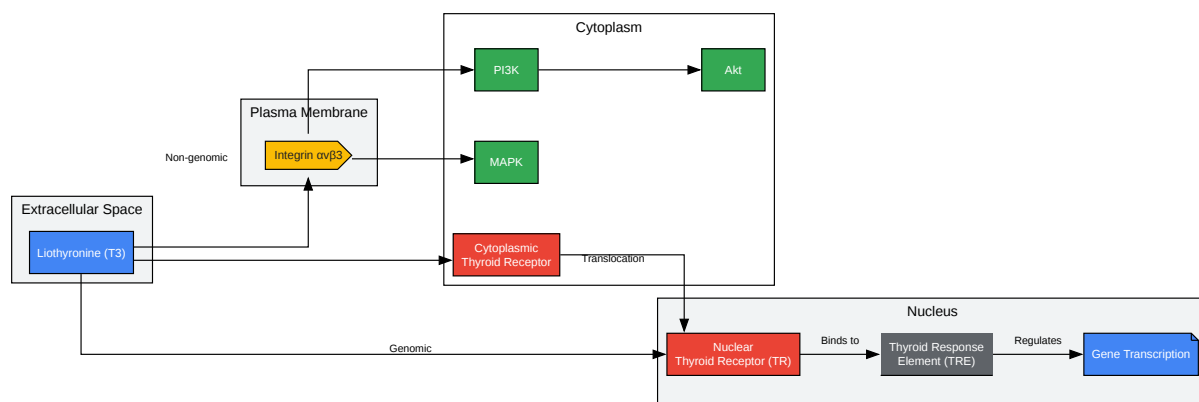 Cytoplasm
PI3K
Akt
Plasma Membrane
Integrin αvβ3
Non-genomic
MAPK
Extracellular Space
Liothyronine (T3)
Cytoplasmic
Thyroid Receptor
Translocation
Nucleus
Genomic
Nuclear
Thyroid Receptor (TR)
Binds to
Thyroid Response
Element (TRE)
Regulates
Gene Transcription